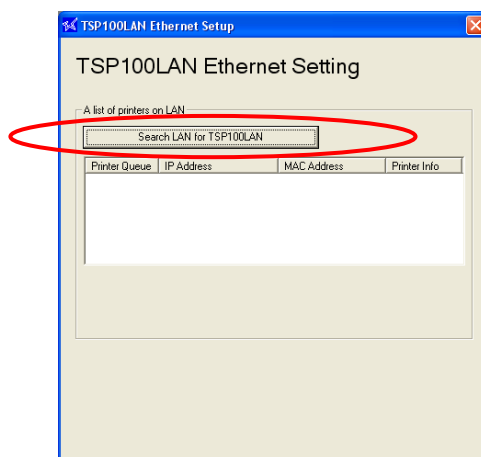 TSP100LAN Ethernet Setup
TSP100LAN Ethernet Setting
A list of printers on LAN
Search LAN for TSP100LAN
Printer Queue IP Address MAC Address Printer Info